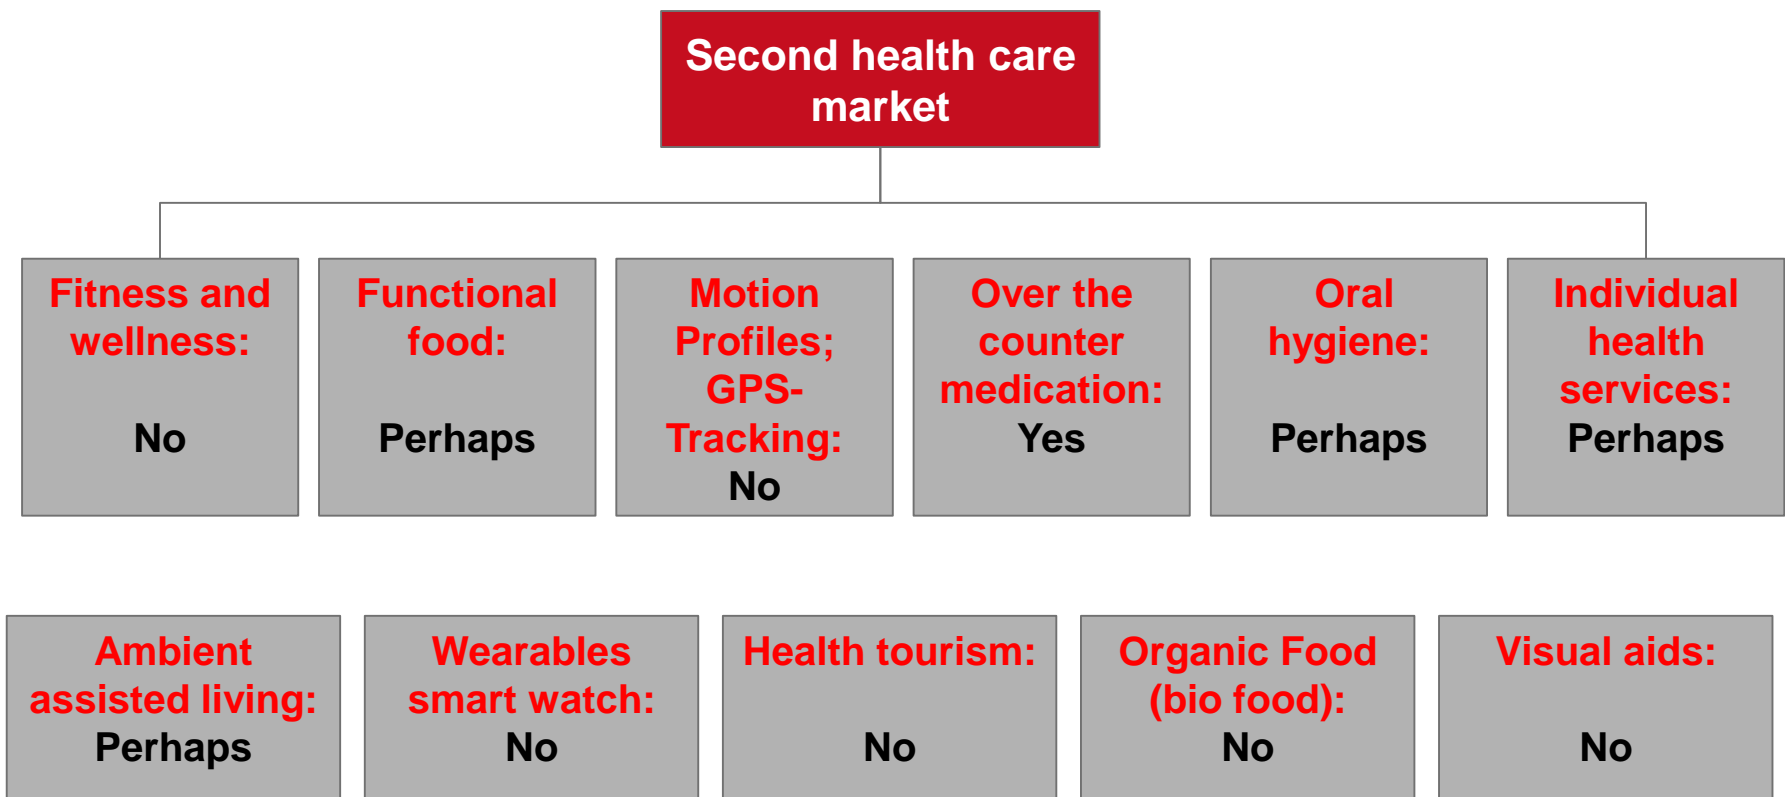 Second health care
market
Fitness and
wellness:
No
Functional
food:
Perhaps
Motion
Profiles;
GPS-
Tracking:
No
Over the
counter
medication:
Yes
Oral
hygiene:
Perhaps
Individual
health
services:
Perhaps
Ambient
assisted living:
Perhaps
Wearables
smart watch:
No
Health tourism:
No
Organic Food
(bio food):
No
Visual aids:
No